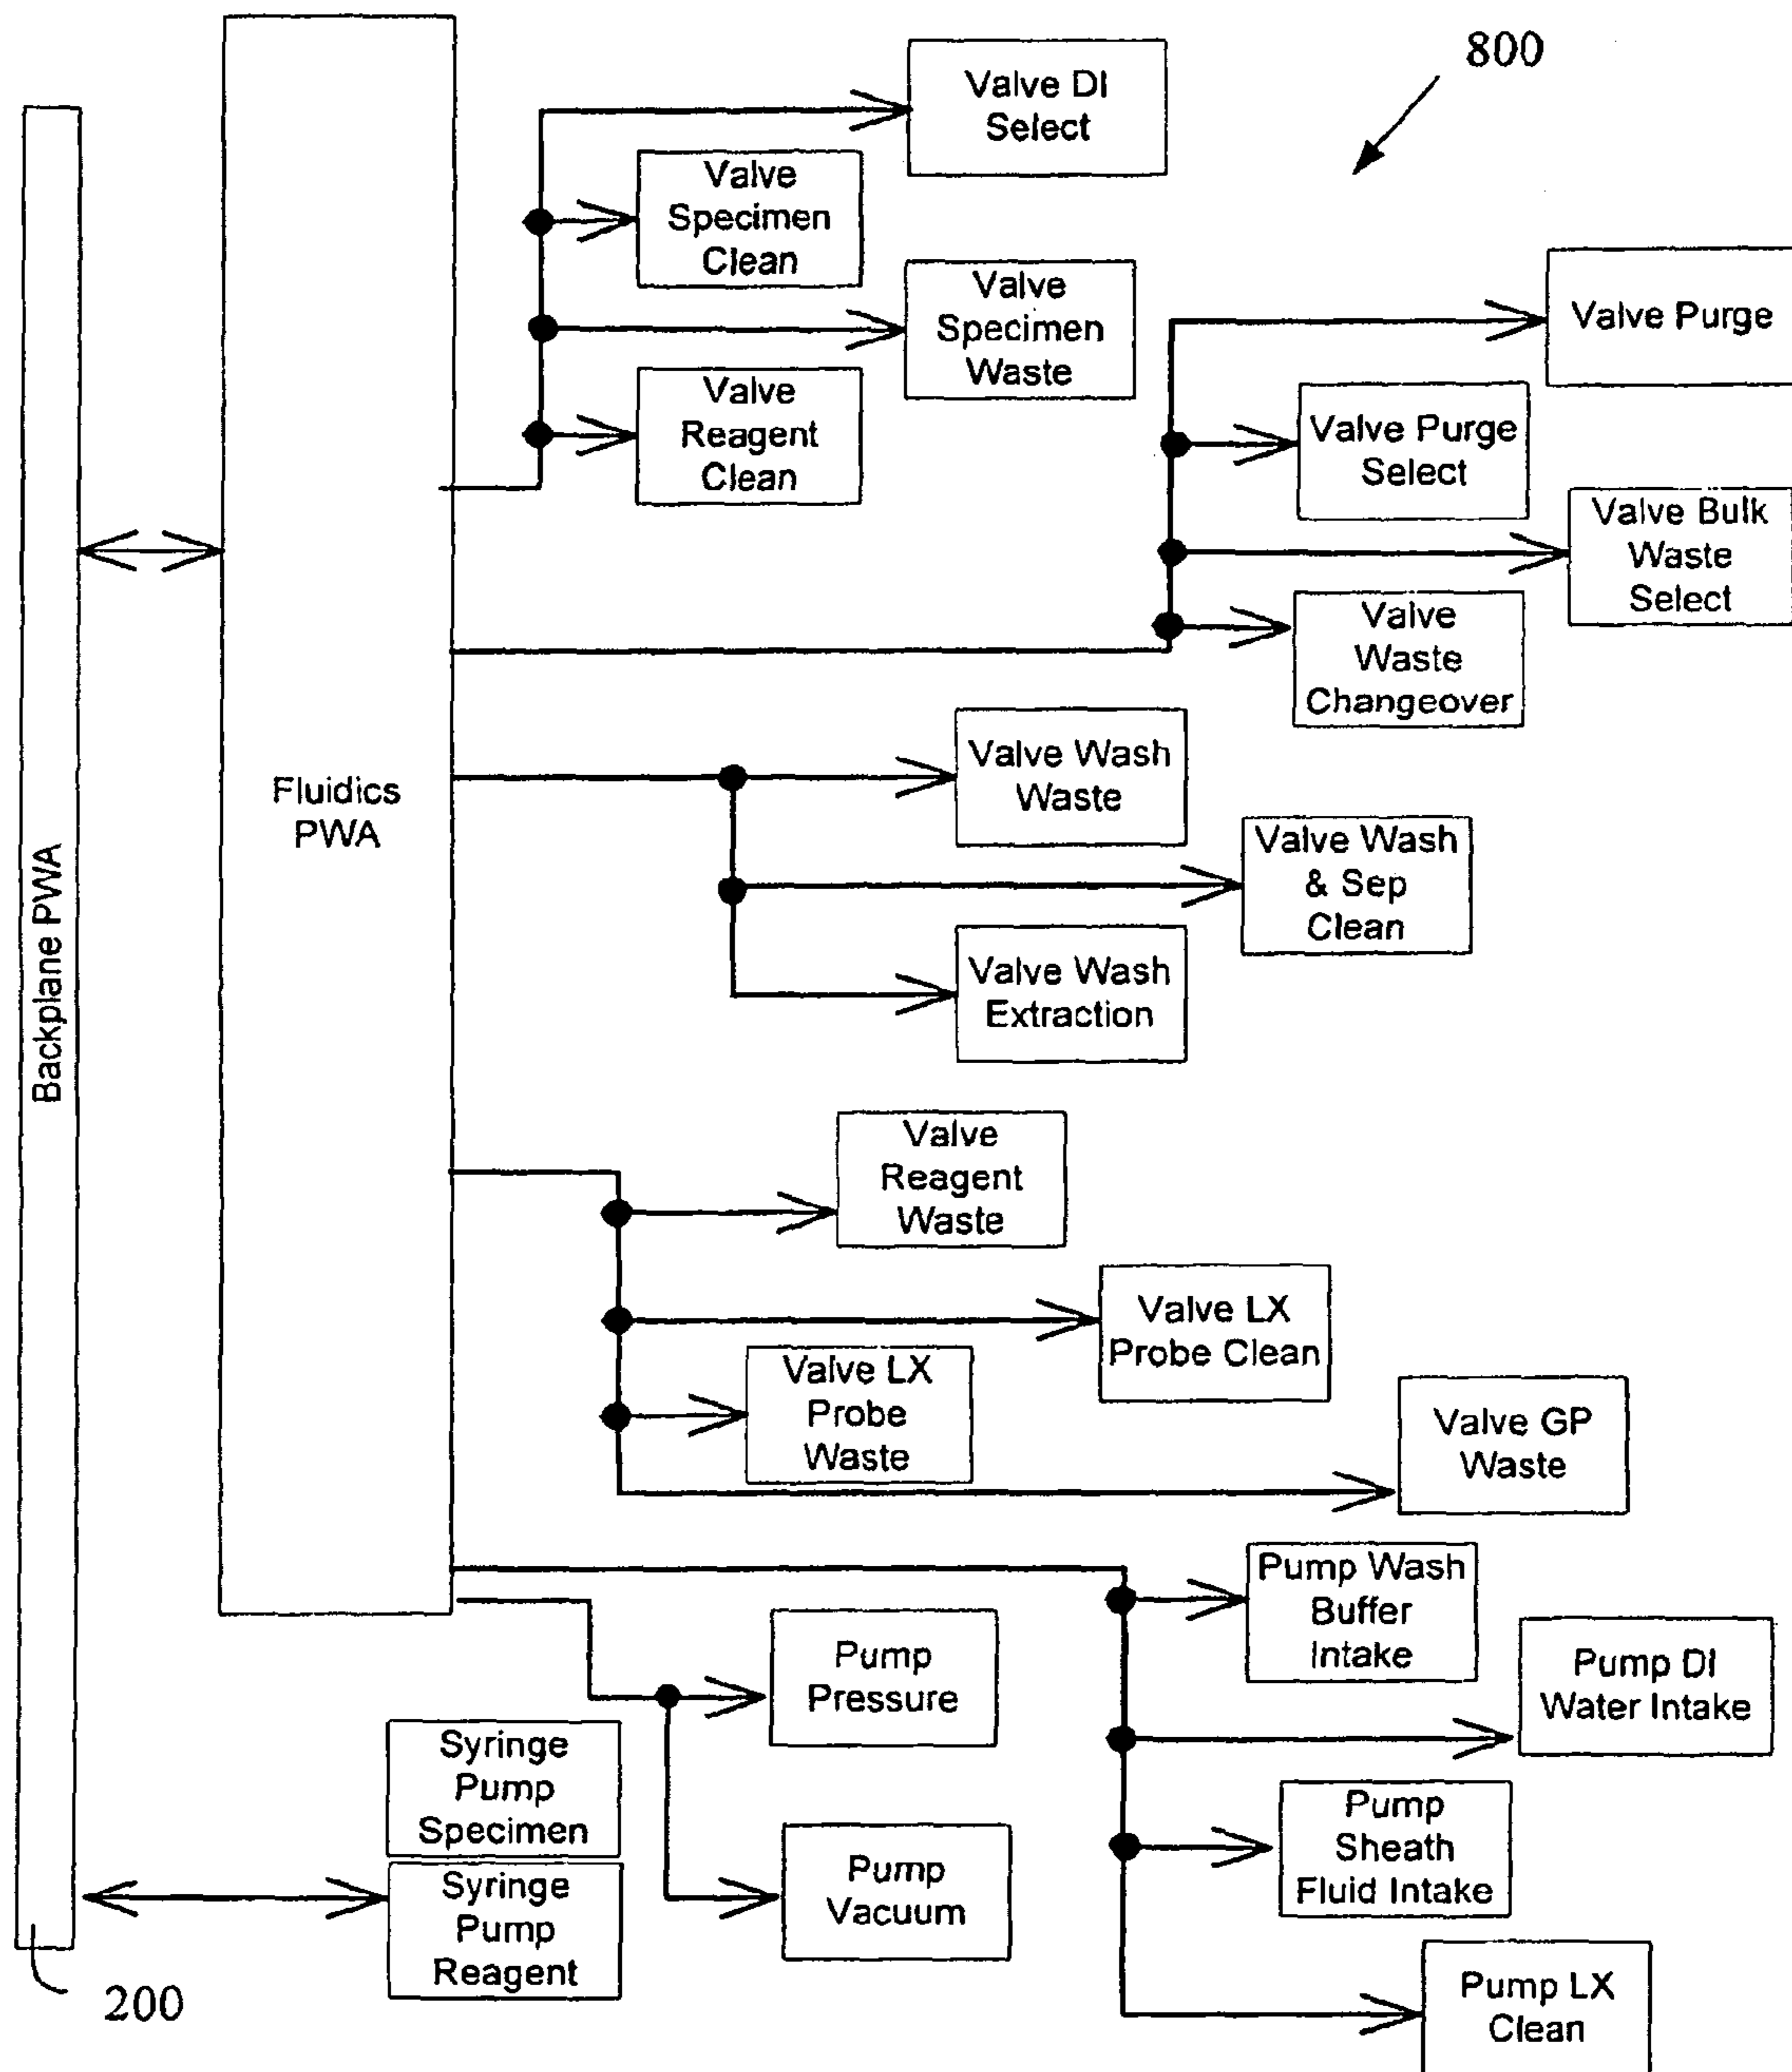 800
Valve DI
Select
Valve
Specimen
Clean
Valve
Specimen
Waste
Valve
Reagent
Clean
Valve Purge
Valve Purge
Select
Valve Bulk
Waste
Select
Valve
Waste
Changeover
Fluidics
PWA
Backplane PWA
Valve Wash
Waste
Valve Wash
& Sep
Clean
Valve Wash
Extraction
Valve
Reagent
Waste
Valve LX
Probe Clean
Valve LX
Probe
Waste
Valve GP
Waste
Pump Wash
Buffer
Intake
Pump DI
Water Intake
Pump
Pressure
Syringe
Pump
Specimen
Pump
Sheath
Fluid Intake
Syringe
Pump
Reagent
Pump
Vacuum
Pump LX
Clean
200